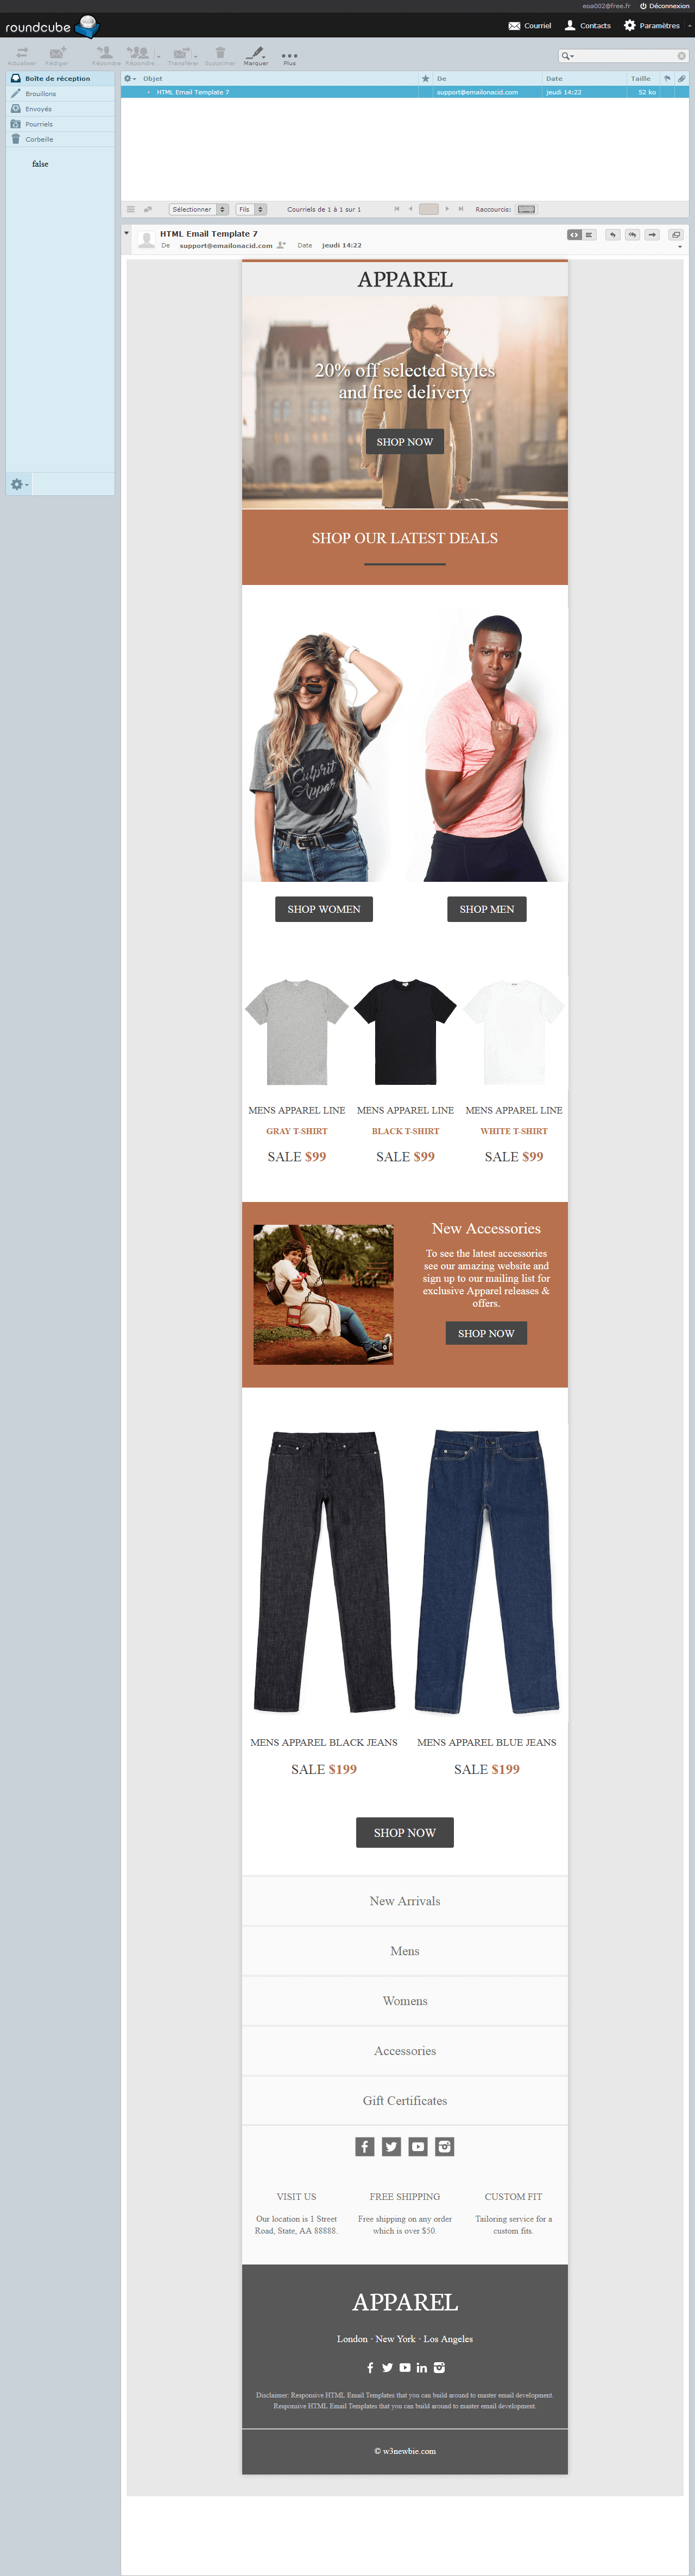 eoa002@free.fr Déconnexion
roundcube Courriel Contacts Paramètres
Actualiser Rédiger Répondre Répondre ... Transférer Supprimer Marquer Plus
Boîte de réception
Brouillons
Envoyés
Pourriels
Corbeille
false
Objet De Date Taille
HTML Email Template 7 support@emailonacid.com jeudi 14:22 52 ko
Sélectionner Fils Courriels de 1 à 1 sur 1 Raccourcis:
HTML Email Template 7
De support@emailonacid.com Date jeudi 14:22
APPAREL
20% off selected styles
and free delivery
SHOP NOW
SHOP OUR LATEST DEALS
Culprit
Appar
SHOP WOMEN SHOP MEN
MENS APPAREL LINE MENS APPAREL LINE MENS APPAREL LINE
GRAY T-SHIRT BLACK T-SHIRT WHITE T-SHIRT
SALE $99 SALE $99 SALE $99
New Accessories
To see the latest accessories
see our amazing website and
sign up to our mailing list for
exclusive Apparel releases &
offers.
SHOP NOW
MENS APPAREL BLACK JEANS MENS APPAREL BLUE JEANS
SALE $199 SALE $199
SHOP NOW
New Arrivals
Mens
Womens
Accessories
Gift Certificates
VISIT US FREE SHIPPING CUSTOM FIT
Our location is 1 Street Free shipping on any order Tailoring service for a
Road, State, AA 88888. which is over $50. custom fits.
APPAREL
London · New York · Los Angeles
Disclaimer: Responsive HTML Email Templates that you can build around to master email development.
Responsive HTML Email Templates that you can build around to master email development.
© w3newbie.com